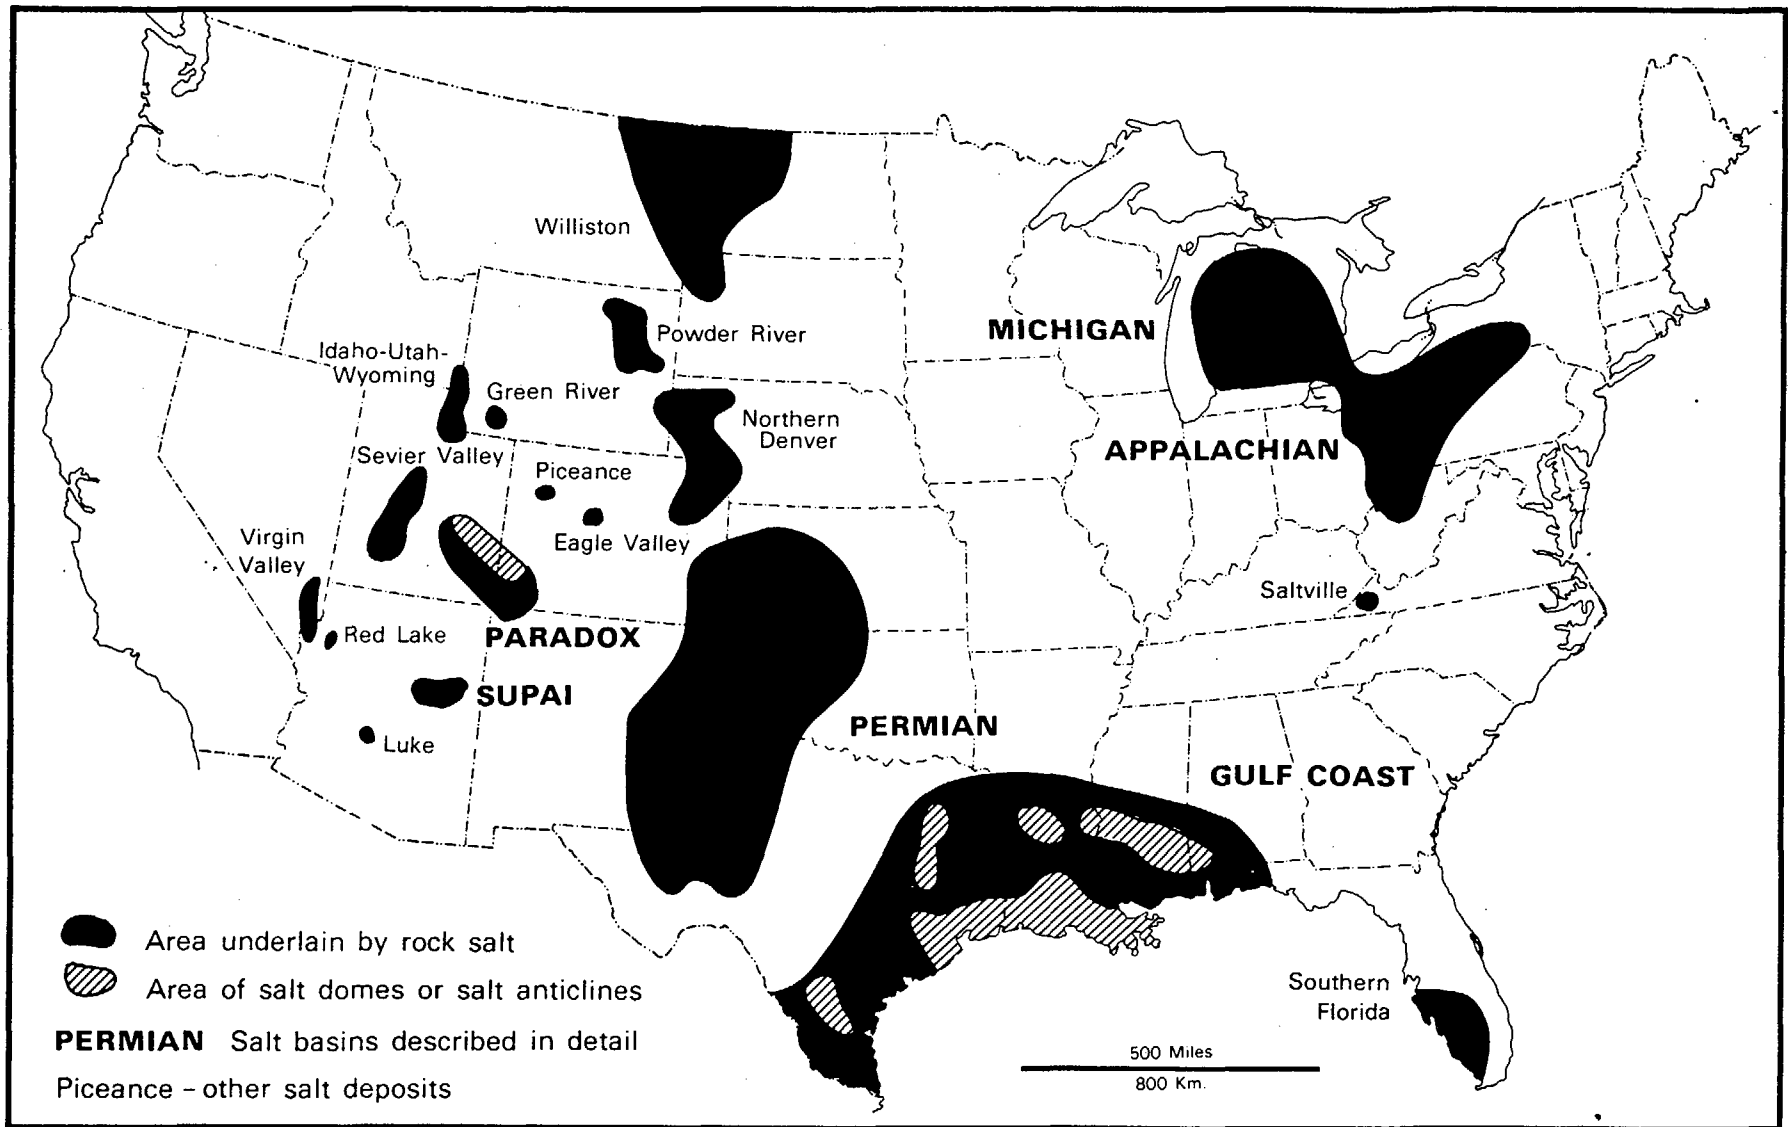 Williston
Powder River
Idaho-Utah-
Wyoming
Green River
Northern
Denver
Sevier Valley
Piceance
Eagle Valley
Virgin
Valley
Red Lake
PARADOX
SUPAI
Luke
PERMIAN
MICHIGAN
APPALACHIAN
Saltville
GULF COAST
Southern
Florida
Area underlain by rock salt
Area of salt domes or salt anticlines
PERMIAN Salt basins described in detail
Piceance – other salt deposits
500 Miles
800 Km.